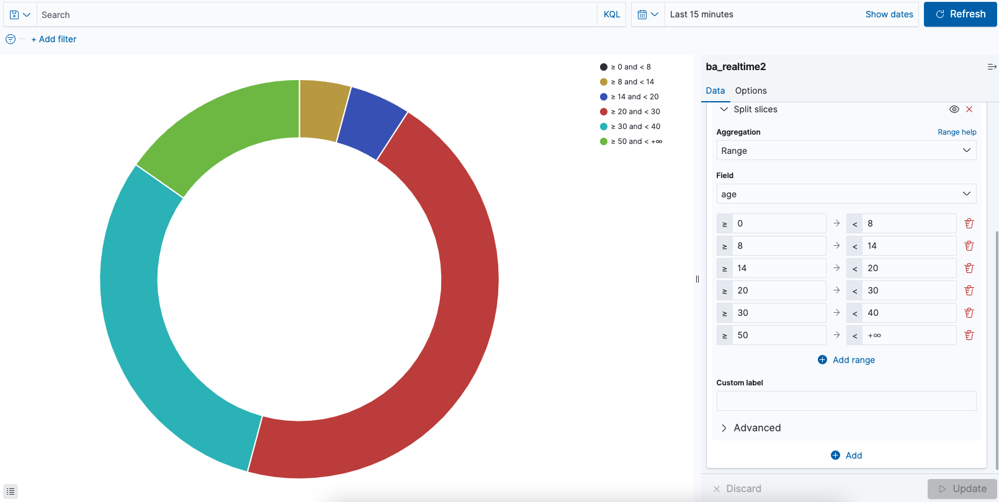 Search
KQL
Last 15 minutes
Show dates
Refresh
+ Add filter
≥ 0 and < 8
≥ 8 and < 14
≥ 14 and < 20
≥ 20 and < 30
≥ 30 and < 40
≥ 50 and < +∞
ba_realtime2
Data Options
Split slices
Aggregation Range help
Range
Field
age
≥ 0 → < 8
≥ 8 → < 14
≥ 14 → < 20
≥ 20 → < 30
≥ 30 → < 40
≥ 50 → < +∞
Add range
Custom label
Advanced
Add
Discard Update